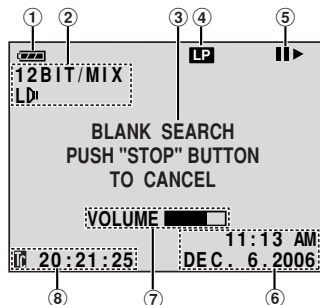 ① ② ③ ④ ⑤
LP
12BIT/MIX
LD
BLANK SEARCH
PUSH "STOP" BUTTON
TO CANCEL
VOLUME
11:13 AM
20:21:25 DEC. 6.2006
⑧ ⑦ ⑥